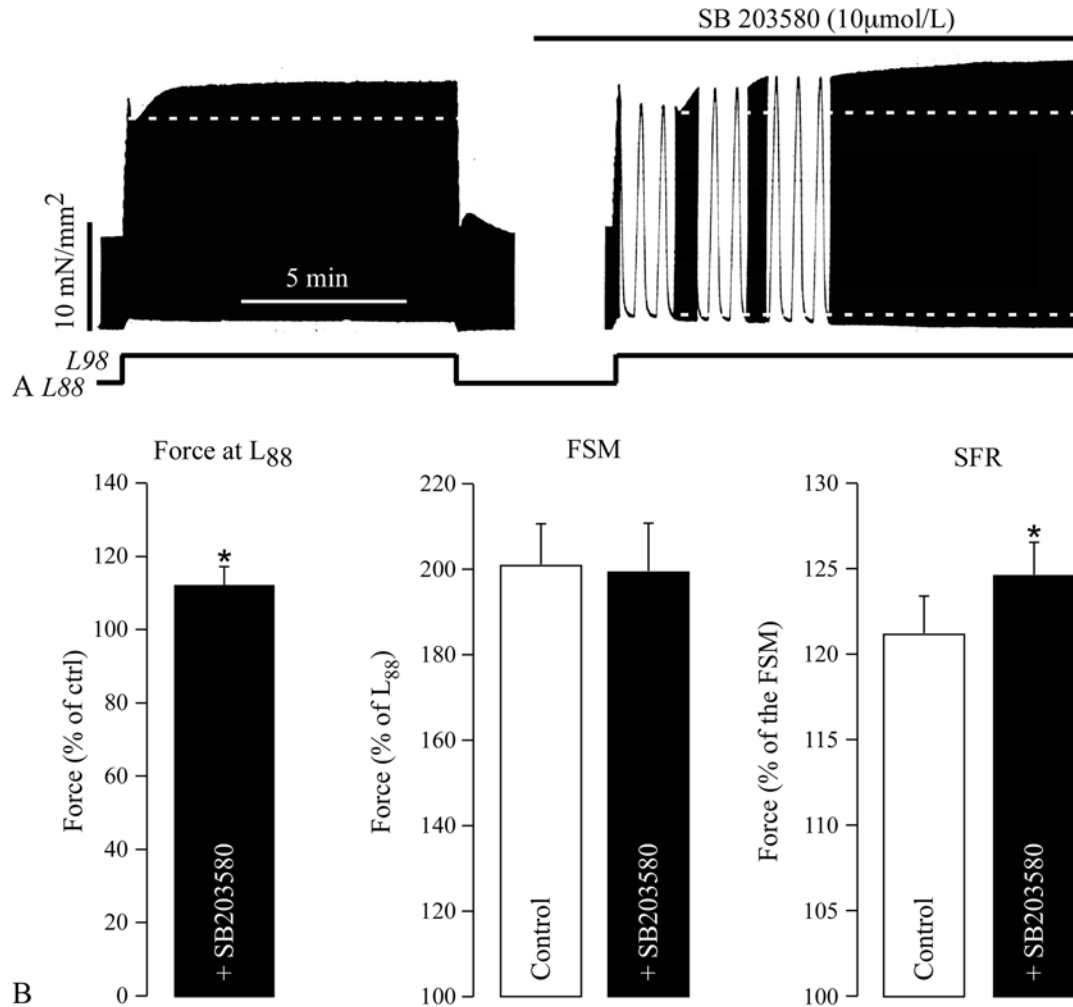 SB 203580 (10μmol/L)
10 mN/mm²
5 min
L98
A L88
Force at L₈₈
140
120
100
80
60
40
20
0
Force (% of ctrl)
*
+ SB203580
FSM
220
200
180
160
140
120
100
Force (% of L₈₈)
Control
+ SB203580
SFR
130
125
120
115
110
105
100
Force (% of the FSM)
*
Control
+ SB203580
B